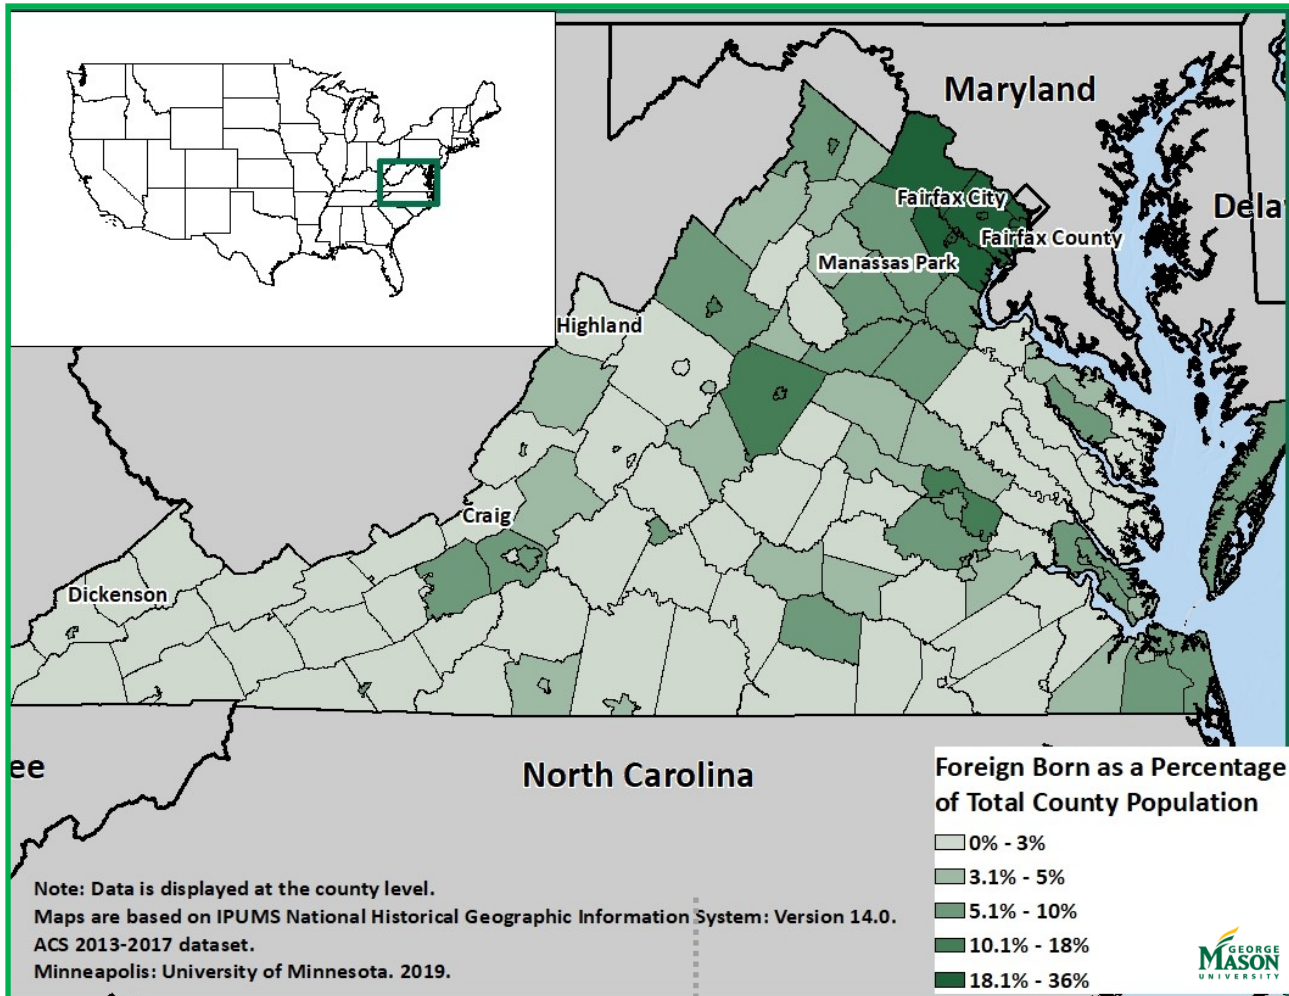 Maryland
Dela
Fairfax City
Fairfax County
Manassas Park
Highland
Craig
Dickenson
ee
North Carolina
Foreign Born as a Percentage
of Total County Population
0% - 3%
3.1% - 5%
5.1% - 10%
10.1% - 18%
18.1% - 36%
Note: Data is displayed at the county level.
Maps are based on IPUMS National Historical Geographic Information System: Version 14.0.
ACS 2013-2017 dataset.
Minneapolis: University of Minnesota. 2019.
GEORGE
MASON
UNIVERSITY